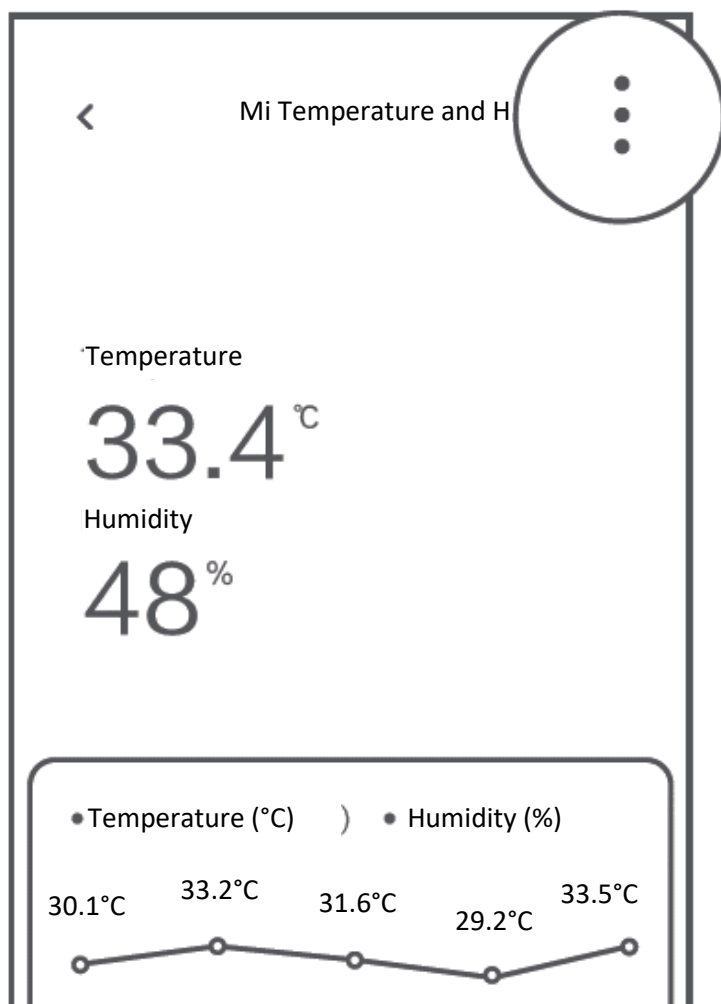 Mi Temperature and H
Temperature
33.4 °C
Humidity
48 %
Temperature (°C) ) Humidity (%)
30.1°C 33.2°C 31.6°C 29.2°C 33.5°C